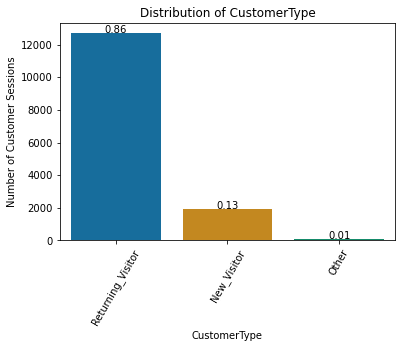 Distribution of CustomerType
Number of Customer Sessions
12000
10000
8000
6000
4000
2000
0
0.86
0.13
0.01
Returning_Visitor
New_Visitor
Other
CustomerType